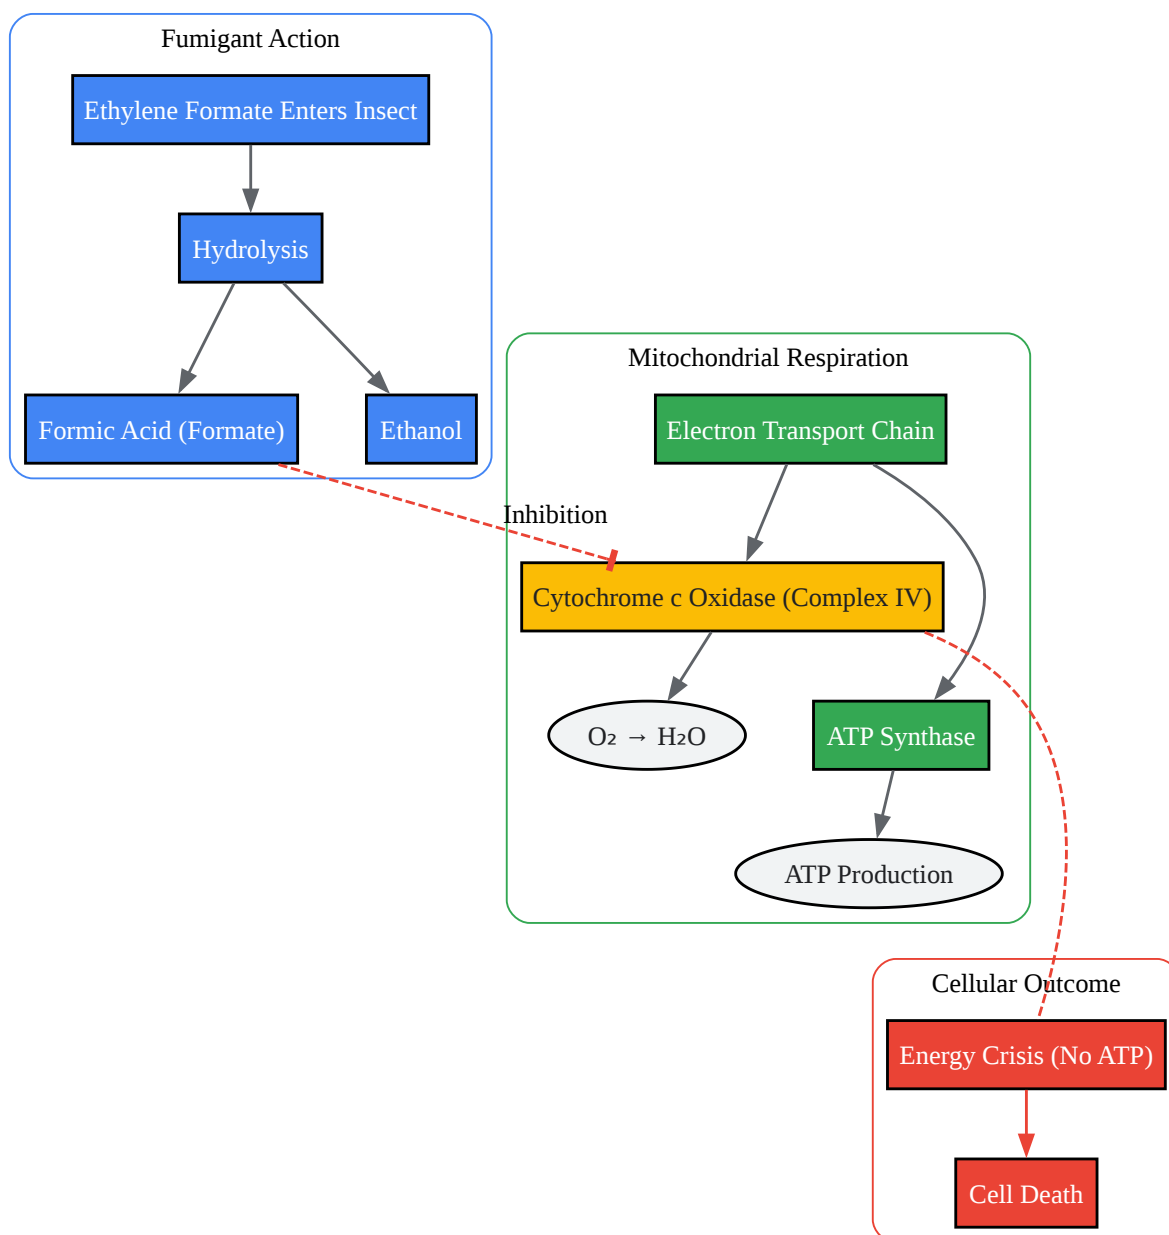 Fumigant Action
Ethylene Formate Enters Insect
Hydrolysis
Formic Acid (Formate)
Ethanol
Mitochondrial Respiration
Electron Transport Chain
Inhibition
Cytochrome c Oxidase (Complex IV)
O₂ → H₂O
ATP Synthase
ATP Production
Cellular Outcome
Energy Crisis (No ATP)
Cell Death